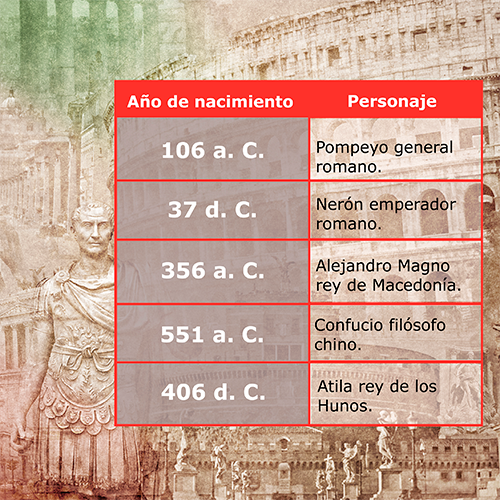 Año de nacimiento Personaje
106 a. C. Pompeyo general
romano.
37 d. C. Nerón emperador
romano.
356 a. C. Alejandro Magno
rey de Macedonía.
551 a. C. Confucio filósofo
chino.
406 d. C. Atila rey de los
Hunos.